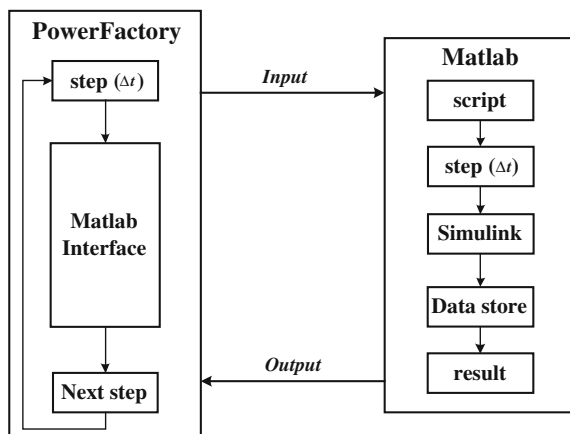 PowerFactory
step (Δt)
Matlab
Interface
Next step
Input
Output
Matlab
script
step (Δt)
Simulink
Data store
result